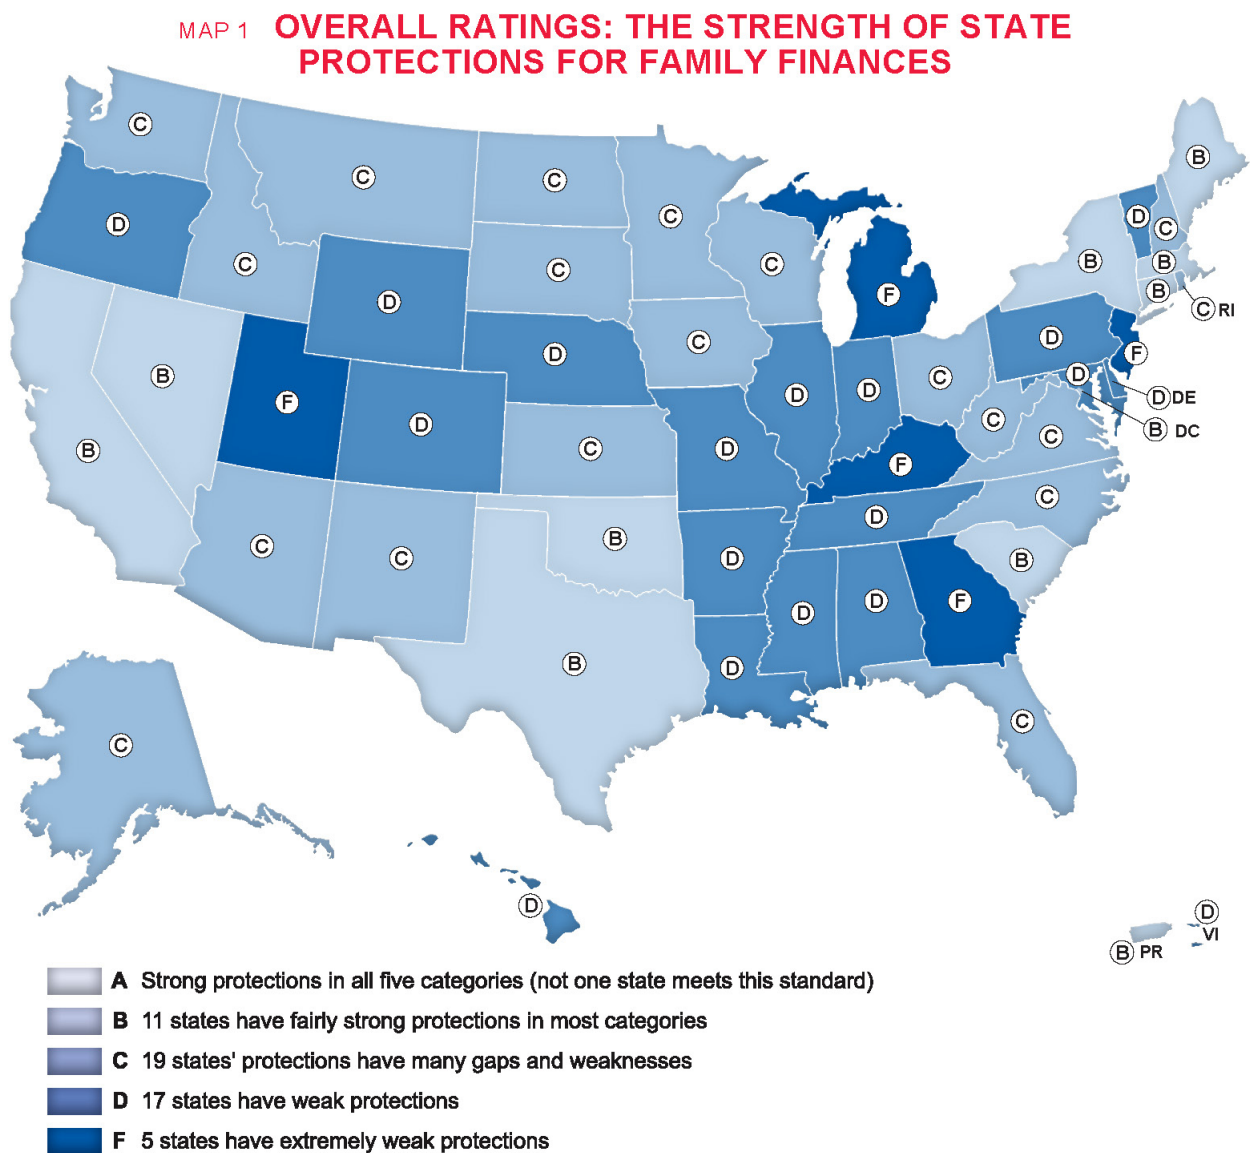 MAP 1 OVERALL RATINGS: THE STRENGTH OF STATE
PROTECTIONS FOR FAMILY FINANCES
C
B
C
C
C
D
D
C
C
C
B
C
C
B
D
F
C
RI
B
D
C
D
F
B
D
C
D
C
D
D
DE
F
D
D
B
DC
C
C
B
C
D
F
C
D
C
C
B
D
B
D
D
F
C
B
D
C
C
D
D
B
PR
VI
A Strong protections in all five categories (not one state meets this standard)
B 11 states have fairly strong protections in most categories
C 19 states' protections have many gaps and weaknesses
D 17 states have weak protections
F 5 states have extremely weak protections